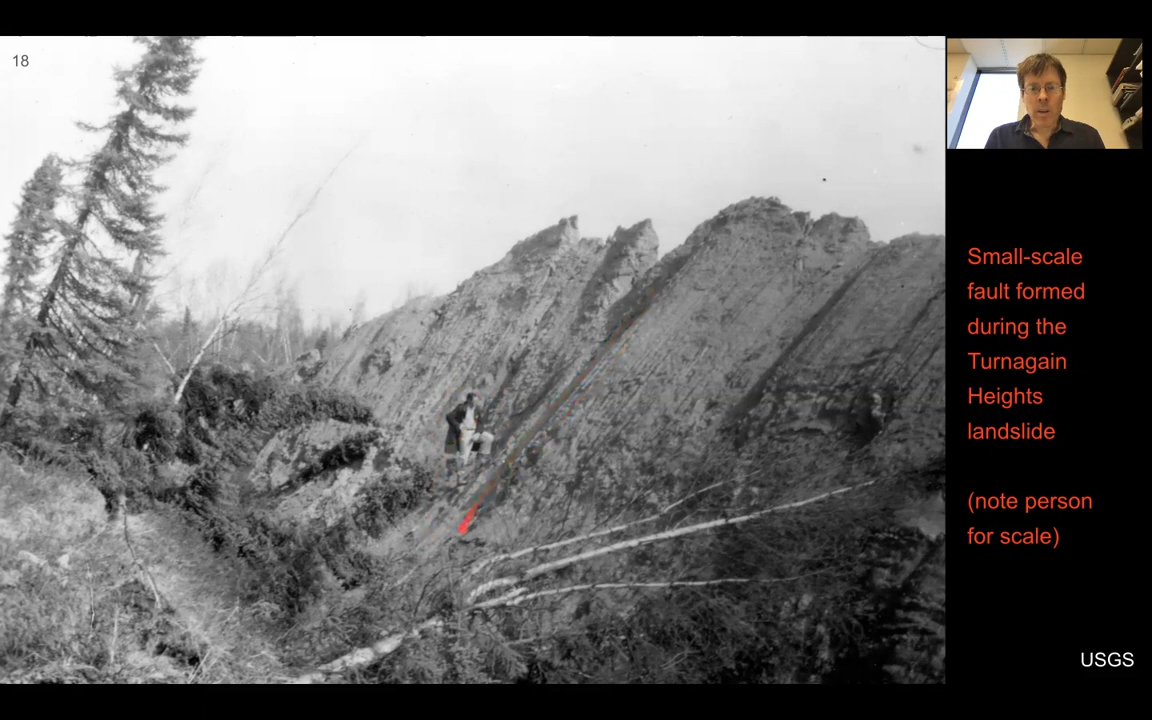 18
Small-scale
fault formed
during the
Turnagain
Heights
landslide
(note person
for scale)
USGS